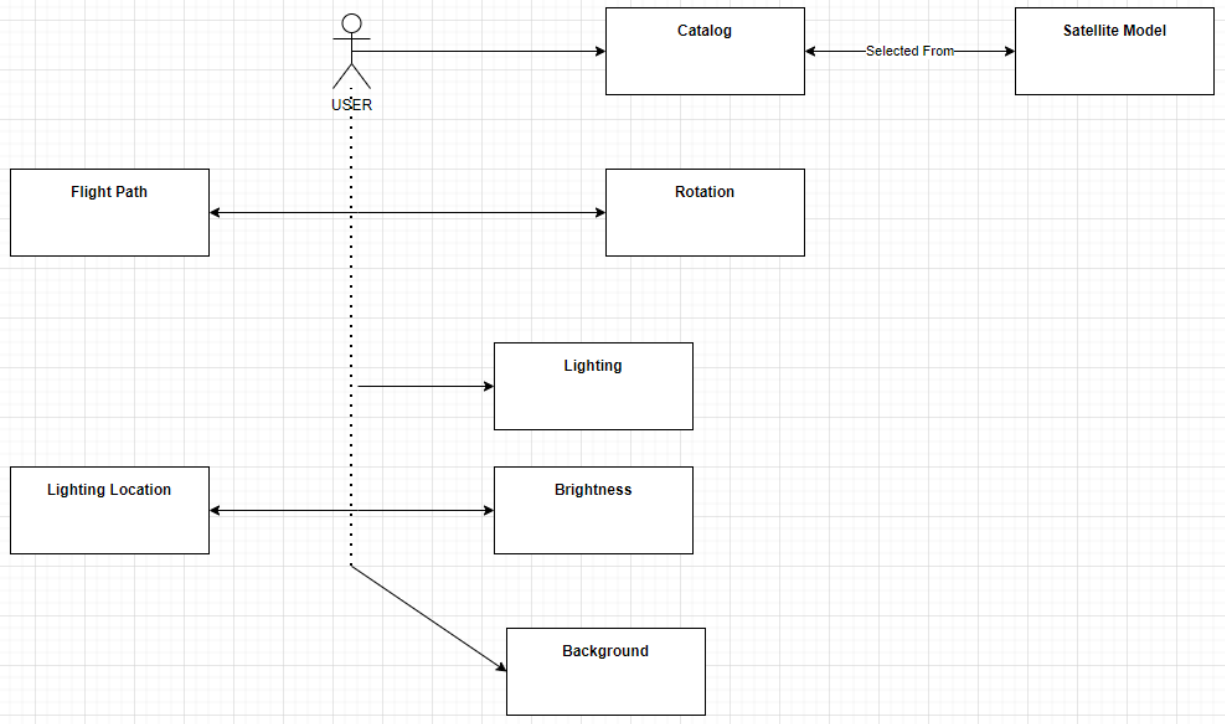 Catalog
Selected From
Satellite Model
USER
Flight Path
Rotation
Lighting
Lighting Location
Brightness
Background